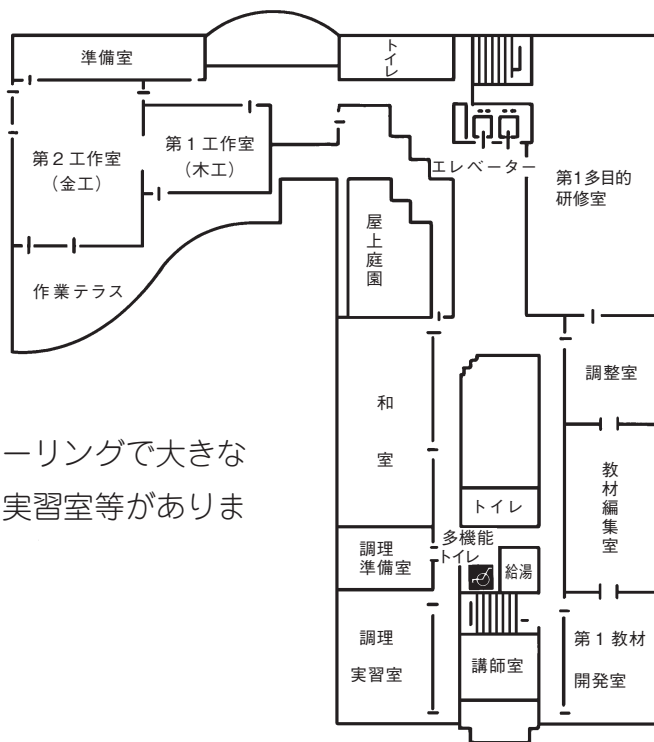 準備室
トイレ
第2工作室
(金工)
第1工作室
(木工)
エレベーター
第1多目的
研修室
屋上庭園
作業テラス
調整室
和室
ーリングで大きな
実習室等がありま
教材編集室
トイレ
多機能
トイレ
調理
準備室
給湯
調理
実習室
講師室
第1教材
開発室